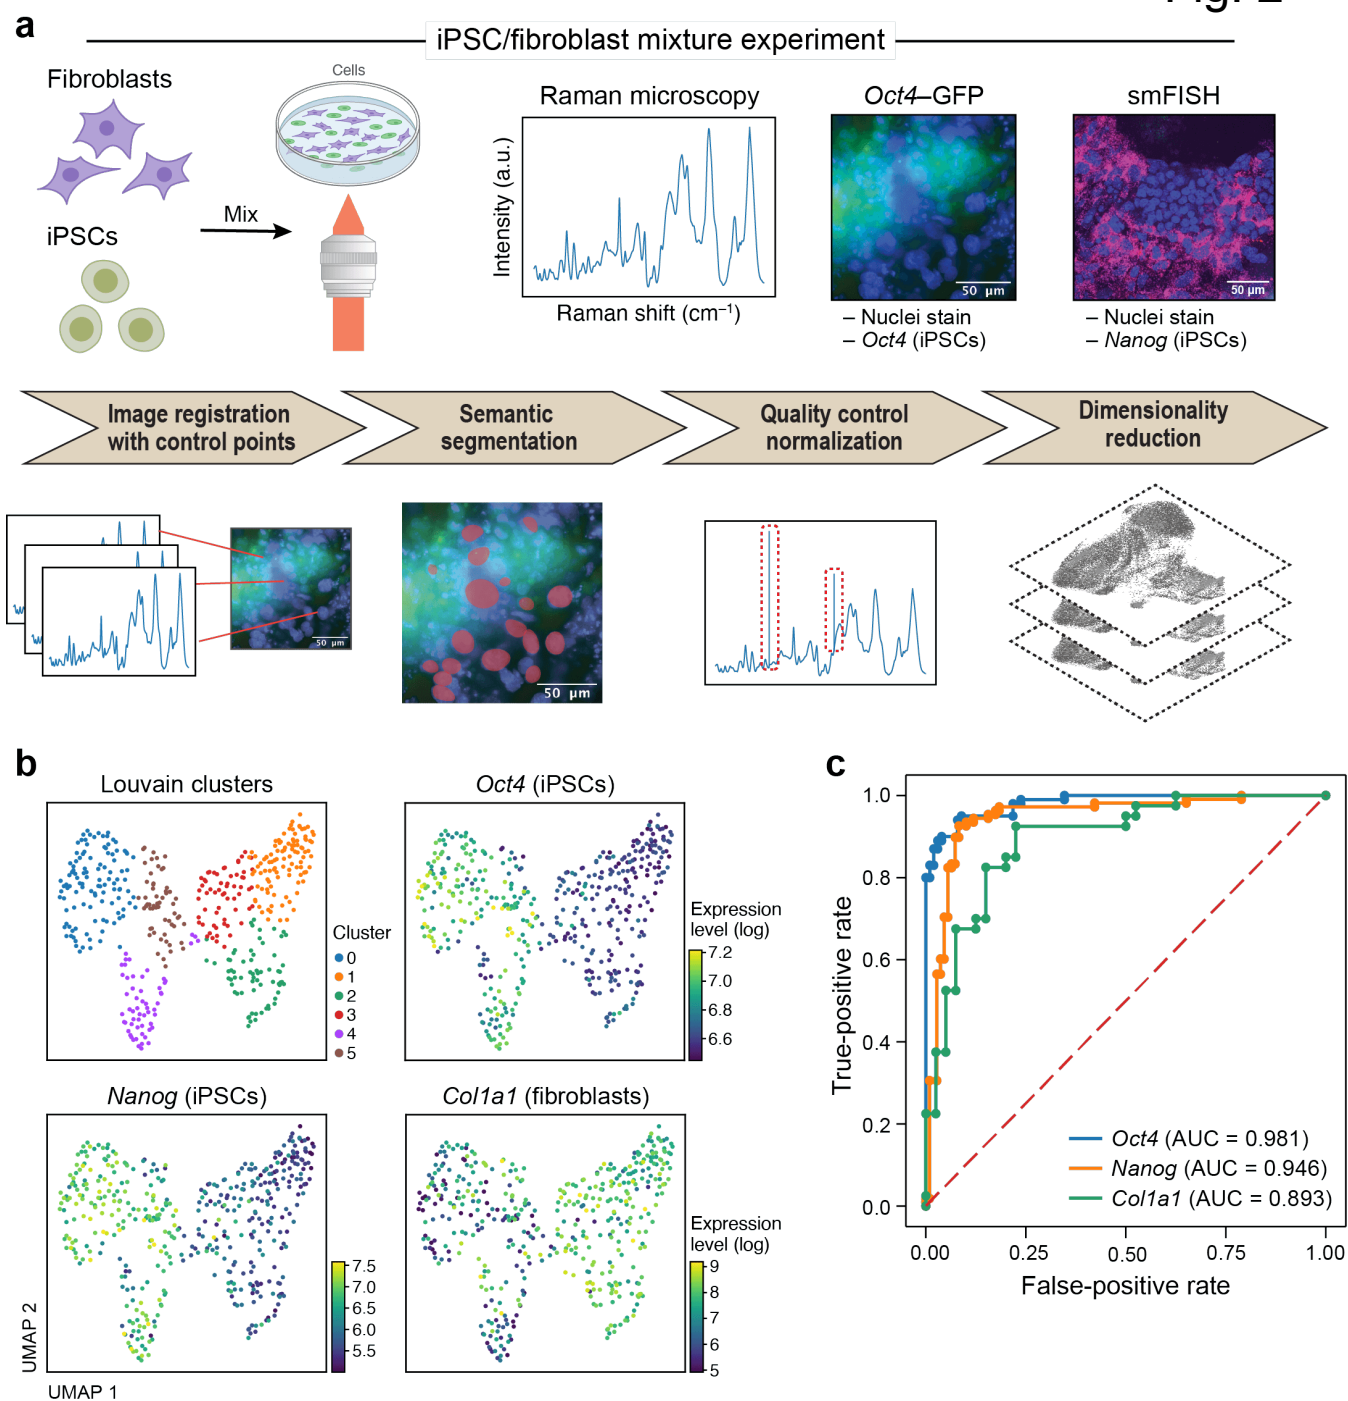 a
iPSC/fibroblast mixture experiment
Fibroblasts
iPSCs
Mix
Cells
Raman microscopy
Intensity (a.u.)
Raman shift (cm⁻¹)
Oct4–GFP
50 µm
– Nuclei stain
– Oct4 (iPSCs)
smFISH
50 µm
– Nuclei stain
– Nanog (iPSCs)
Image registration
with control points
Semantic
segmentation
Quality control
normalization
Dimensionality
reduction
50 µm
50 µm
b
Louvain clusters
Cluster
0
1
2
3
4
5
Oct4 (iPSCs)
Expression
level (log)
7.2
7.0
6.8
6.6
Nanog (iPSCs)
7.5
7.0
6.5
6.0
5.5
UMAP 2
UMAP 1
Col1a1 (fibroblasts)
Expression
level (log)
9
8
7
6
5
c
True-positive rate
1.0
0.8
0.6
0.4
0.2
0.0
Oct4 (AUC = 0.981)
Nanog (AUC = 0.946)
Col1a1 (AUC = 0.893)
0.00
0.25
0.50
0.75
1.00
False-positive rate